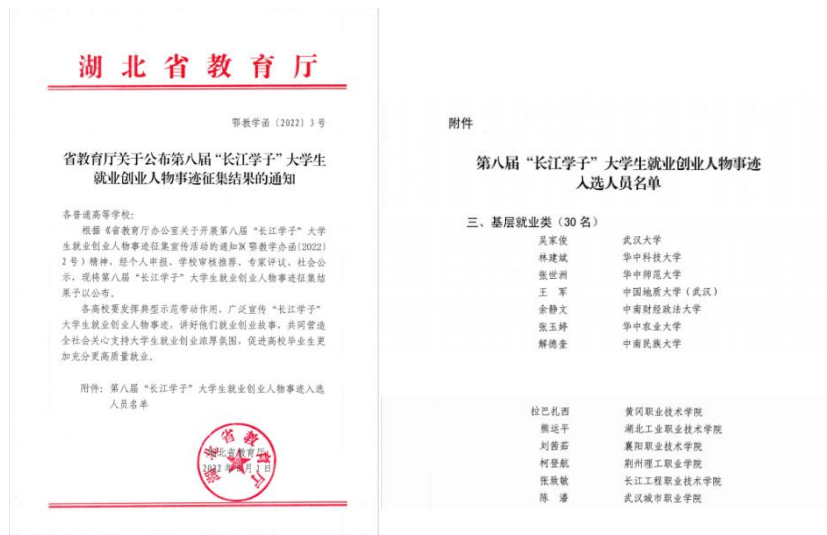 湖北省教育厅
鄂教学函〔2022〕3号
省教育厅关于公布第八届“长江学子”大学生
就业创业人物事迹征集结果的通知
各普通高等学校：
根据《省教育厅办公室关于开展第八届“长江学子”大学
生就业创业人物事迹征集宣传活动的通知》（鄂教学办函〔2022〕
2号）精神，经个人申报、学校审核推荐、专家评议、社会公
示，现将第八届“长江学子”大学生就业创业人物事迹征集结
果予以公布。
各高校要发挥典型示范带动作用，广泛宣传“长江学子”
大学生就业创业人物事迹，讲好他们就业创业故事，共同营造
全社会关心支持大学生就业创业浓厚氛围，促进高校毕业生更
加充分更高质量就业。
附件：第八届“长江学子”大学生就业创业人物事迹入选
人员名单
湖北省教育厅
2022年 月1日
附件
第八届“长江学子”大学生就业创业人物事迹
入选人员名单
三、基层就业类（30名）
吴家俊 武汉大学
林建斌 华中科技大学
张世洲 华中师范大学
王军 中国地质大学（武汉）
余静文 中南财经政法大学
张玉婷 华中农业大学
解德奎 中南民族大学
拉巴扎西 黄冈职业技术学院
熊运平 湖北工业职业技术学院
刘茜茹 襄阳职业技术学院
柯登航 荆州理工职业学院
张致敏 长江工程职业技术学院
陈潘 武汉城市职业学院